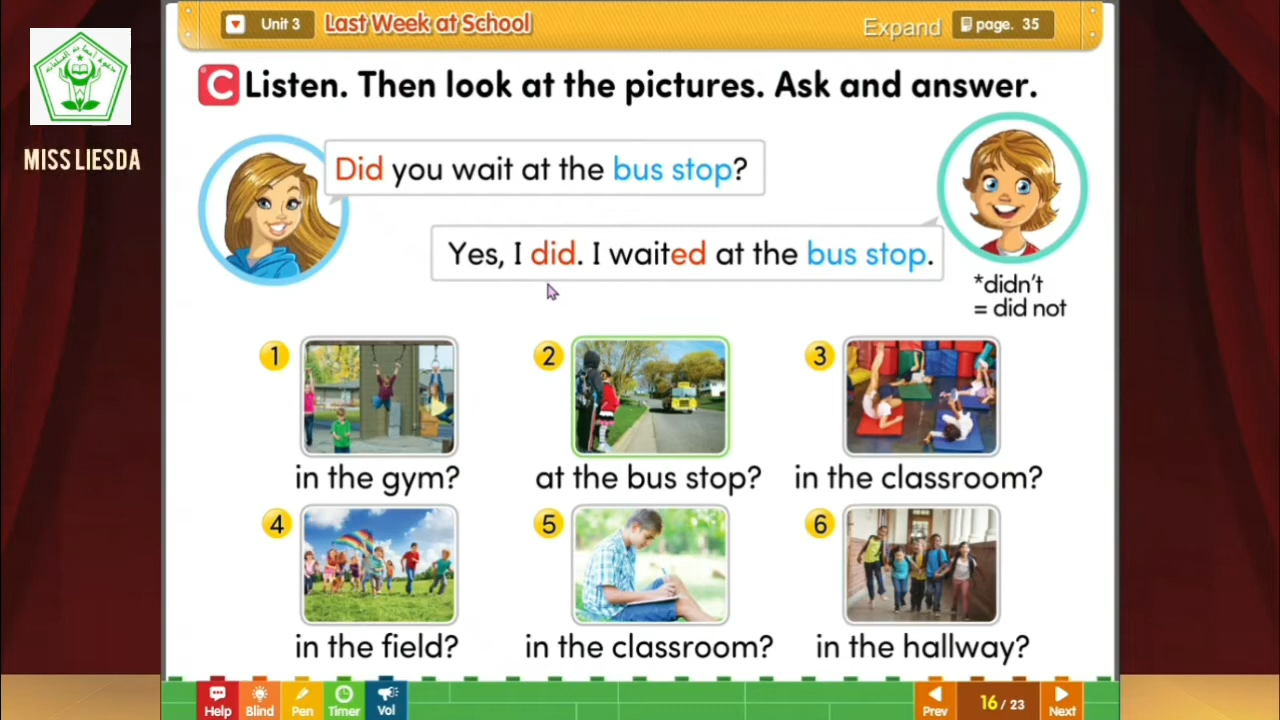 Unit 3 Last Week at School Expand page. 35
MISS LIESDA
C Listen. Then look at the pictures. Ask and answer.
Did you wait at the bus stop?
Yes, I did. I waited at the bus stop.
*didn't
= did not
1
in the gym?
2
at the bus stop?
3
in the classroom?
4
in the field?
5
in the classroom?
6
in the hallway?
Help Blind Pen Timer Vol Prev 16 / 23 Next